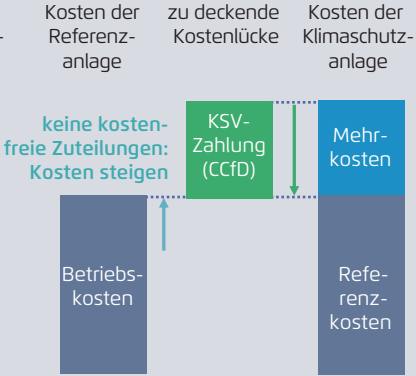 Kosten der
Referenz-
anlage
zu deckende
Kostenlücke
Kosten der
Klimaschutz-
anlage
keine kosten-
freie Zuteilungen:
Kosten steigen
KSV-
Zahlung
(CCfD)
Mehr-
kosten
Betriebs-
kosten
Refe-
renz-
kosten